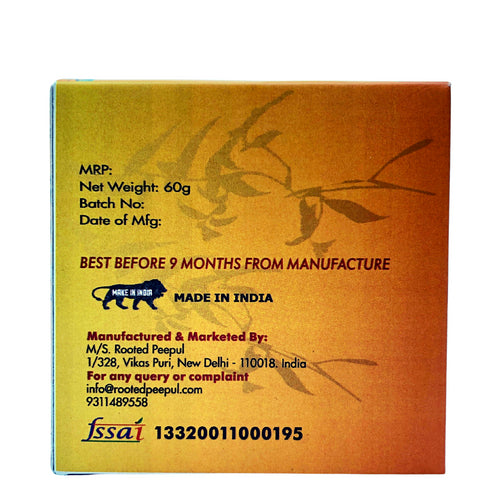 MRP:
Net Weight: 60g
Batch No:
Date of Mfg:
BEST BEFORE 9 MONTHS FROM MANUFACTURE
MAKE IN INDIA MADE IN INDIA
Manufactured & Marketed By:
M/S. Rooted Peepul
1/328, Vikas Puri, New Delhi - 110018. India
For any query or complaint
info@rootedpeepul.com
9311489558
fssai 13320011000195